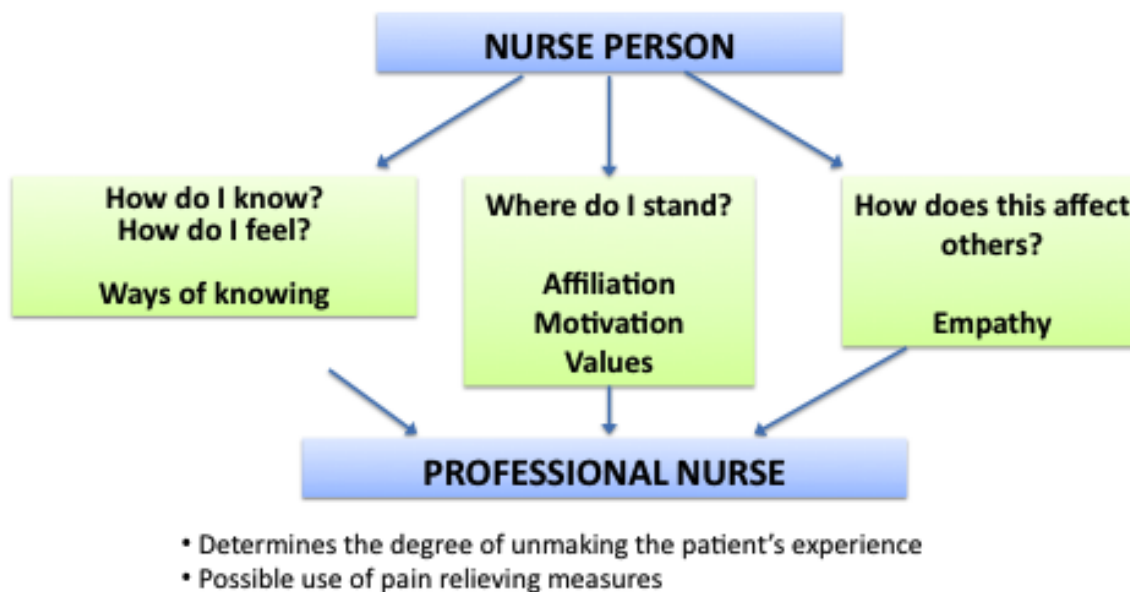 NURSE PERSON
How do I know?
How do I feel?
Ways of knowing
Where do I stand?
Affiliation
Motivation
Values
How does this affect
others?
Empathy
PROFESSIONAL NURSE
• Determines the degree of unmaking the patient's experience
• Possible use of pain relieving measures